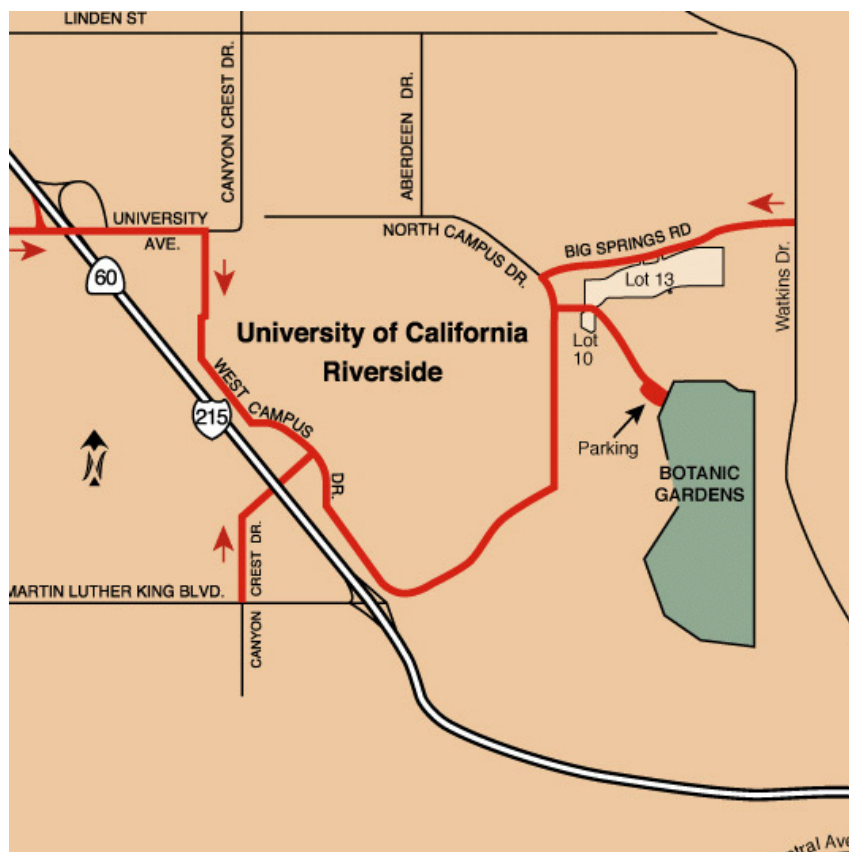 LINDEN ST
CANYON CREST DR.
ABERDEEN DR.
UNIVERSITY
AVE.
NORTH CAMPUS DR.
BIG SPRINGS RD
Watkins Dr.
60
Lot 13
University of California
Riverside
Lot
10
WEST CAMPUS
DR.
215
N
Parking
BOTANIC
GARDENS
CREST DR.
MARTIN LUTHER KING BLVD.
CANYON
ntral Ave